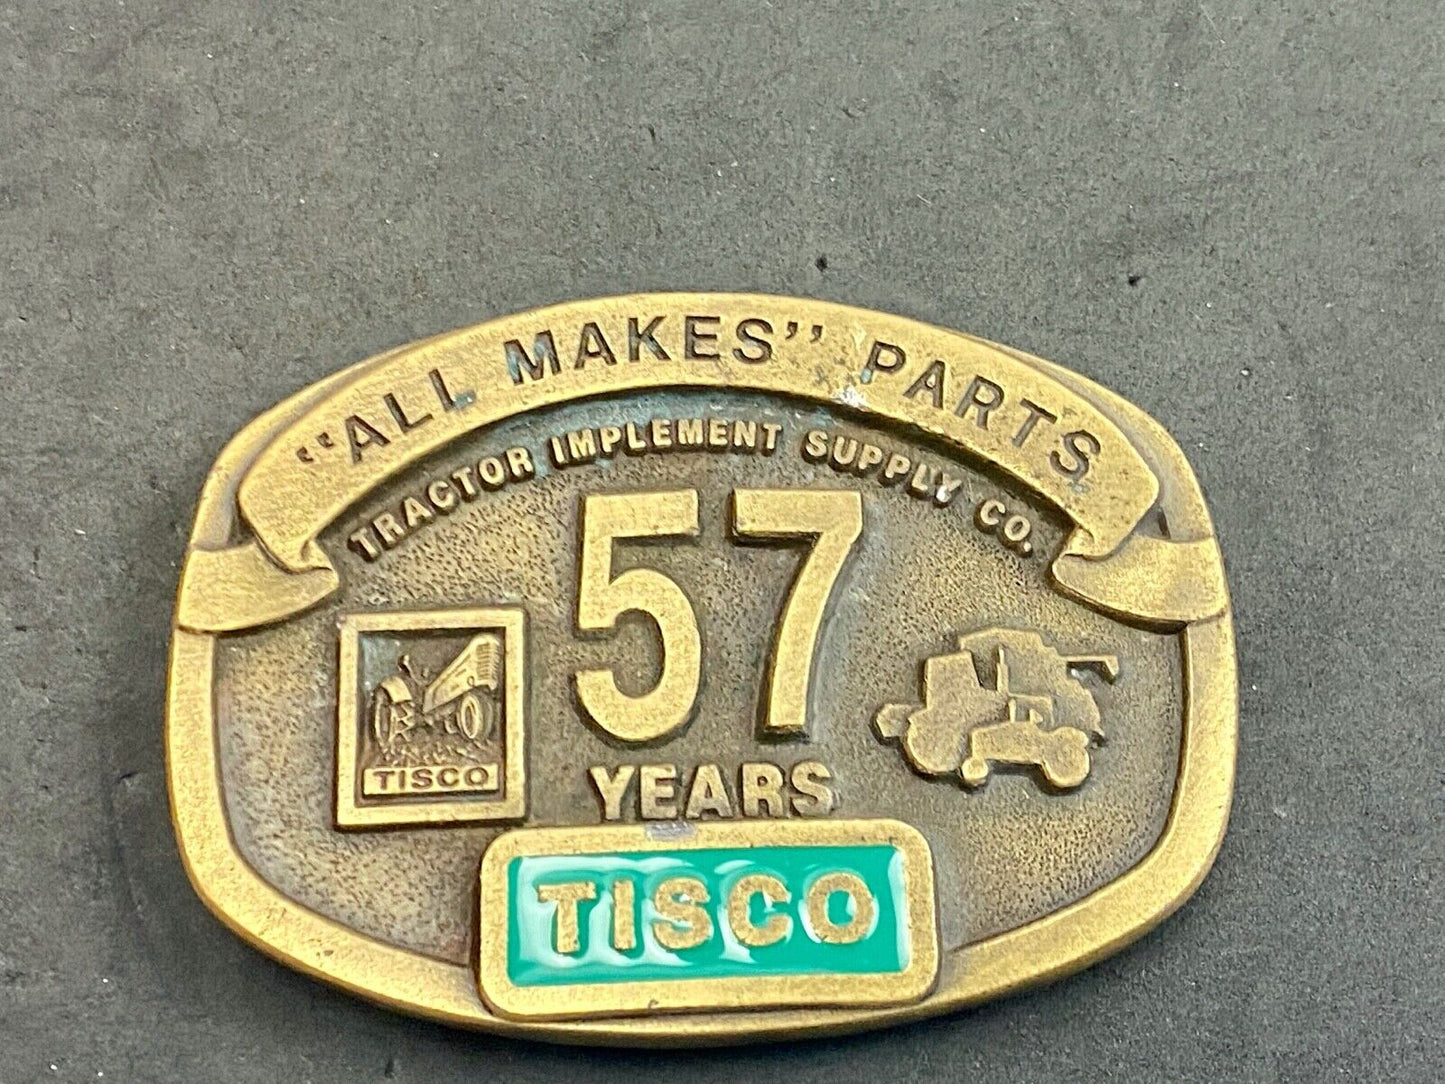 “ALL MAKES” PARTS
TRACTOR IMPLEMENT SUPPLY CO.
57
YEARS
TISCO
TISCO